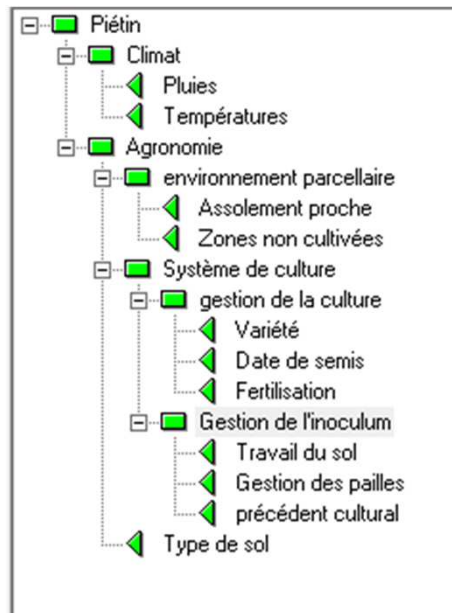 Piétin
Climat
Pluies
Températures
Agronomie
environnement parcellaire
Assolement proche
Zones non cultivées
Système de culture
gestion de la culture
Variété
Date de semis
Fertilisation
Gestion de l'inoculum
Travail du sol
Gestion des pailles
précédent cultural
Type de sol